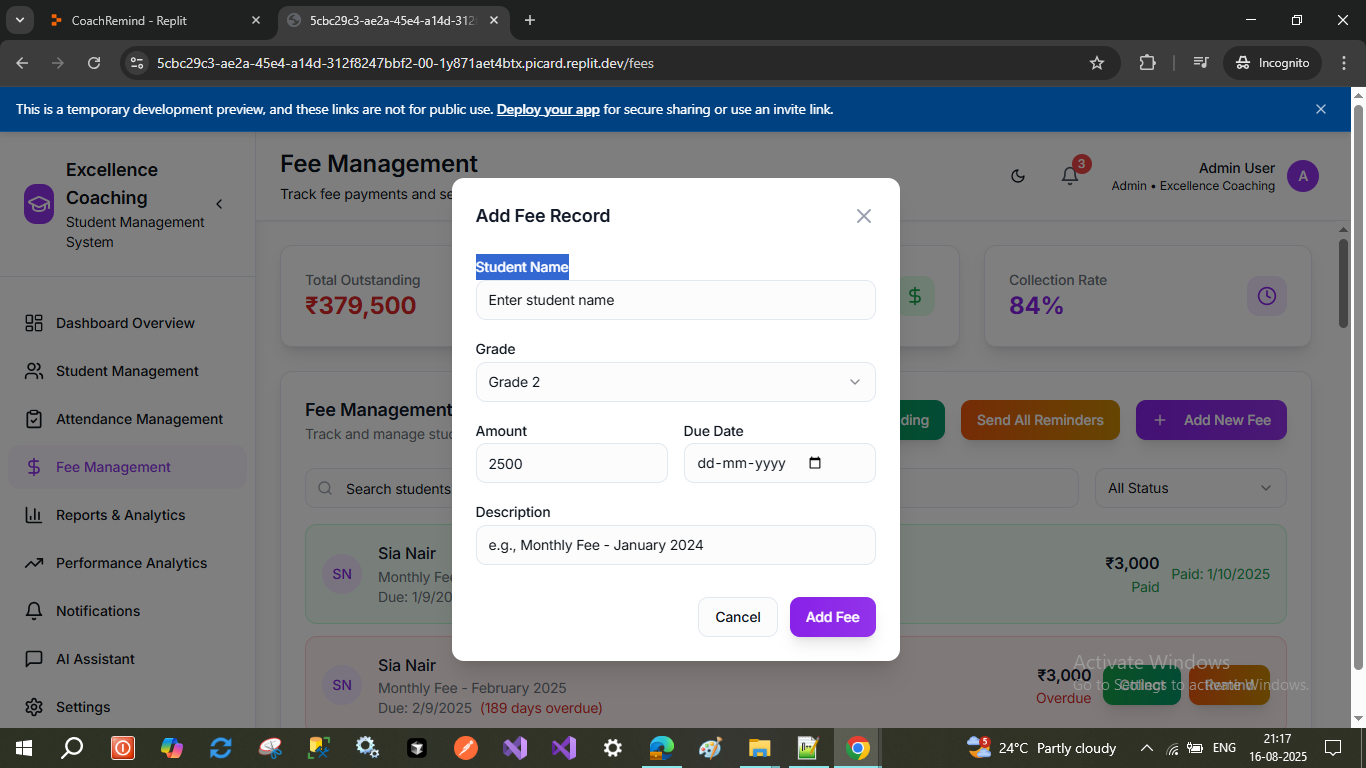 CoachRemind - Replit
5cbc29c3-ae2a-45e4-a14d-312
5cbc29c3-ae2a-45e4-a14d-312f8247bbf2-00-1y871aet4btx.picard.replit.dev/fees
Incognito
This is a temporary development preview, and these links are not for public use. Deploy your app for secure sharing or use an invite link.
Excellence
Coaching
Student Management
System
Fee Management
Track fee payments and se
3
Admin User
Admin • Excellence Coaching
A
Dashboard Overview
Student Management
Attendance Management
Fee Management
Reports & Analytics
Performance Analytics
Notifications
AI Assistant
Settings
Total Outstanding
₹379,500
Collection Rate
84%
Fee Management
Track and manage stu
ding
Send All Reminders
Add New Fee
Search students
All Status
SN
Sia Nair
Monthly Fee
Due: 1/9/20
₹3,000
Paid
Paid: 1/10/2025
SN
Sia Nair
Monthly Fee - February 2025
Due: 2/9/2025 (189 days overdue)
₹3,000
Overdue
Collect
Remind
Add Fee Record
Student Name
Enter student name
Grade
Grade 2
Amount
Due Date
2500
dd-mm-yyyy
Description
e.g., Monthly Fee - January 2024
Cancel
Add Fee
Activate Windows
Go to Settings to activate Windows.
5
24°C Partly cloudy
ENG
21:17
16-08-2025